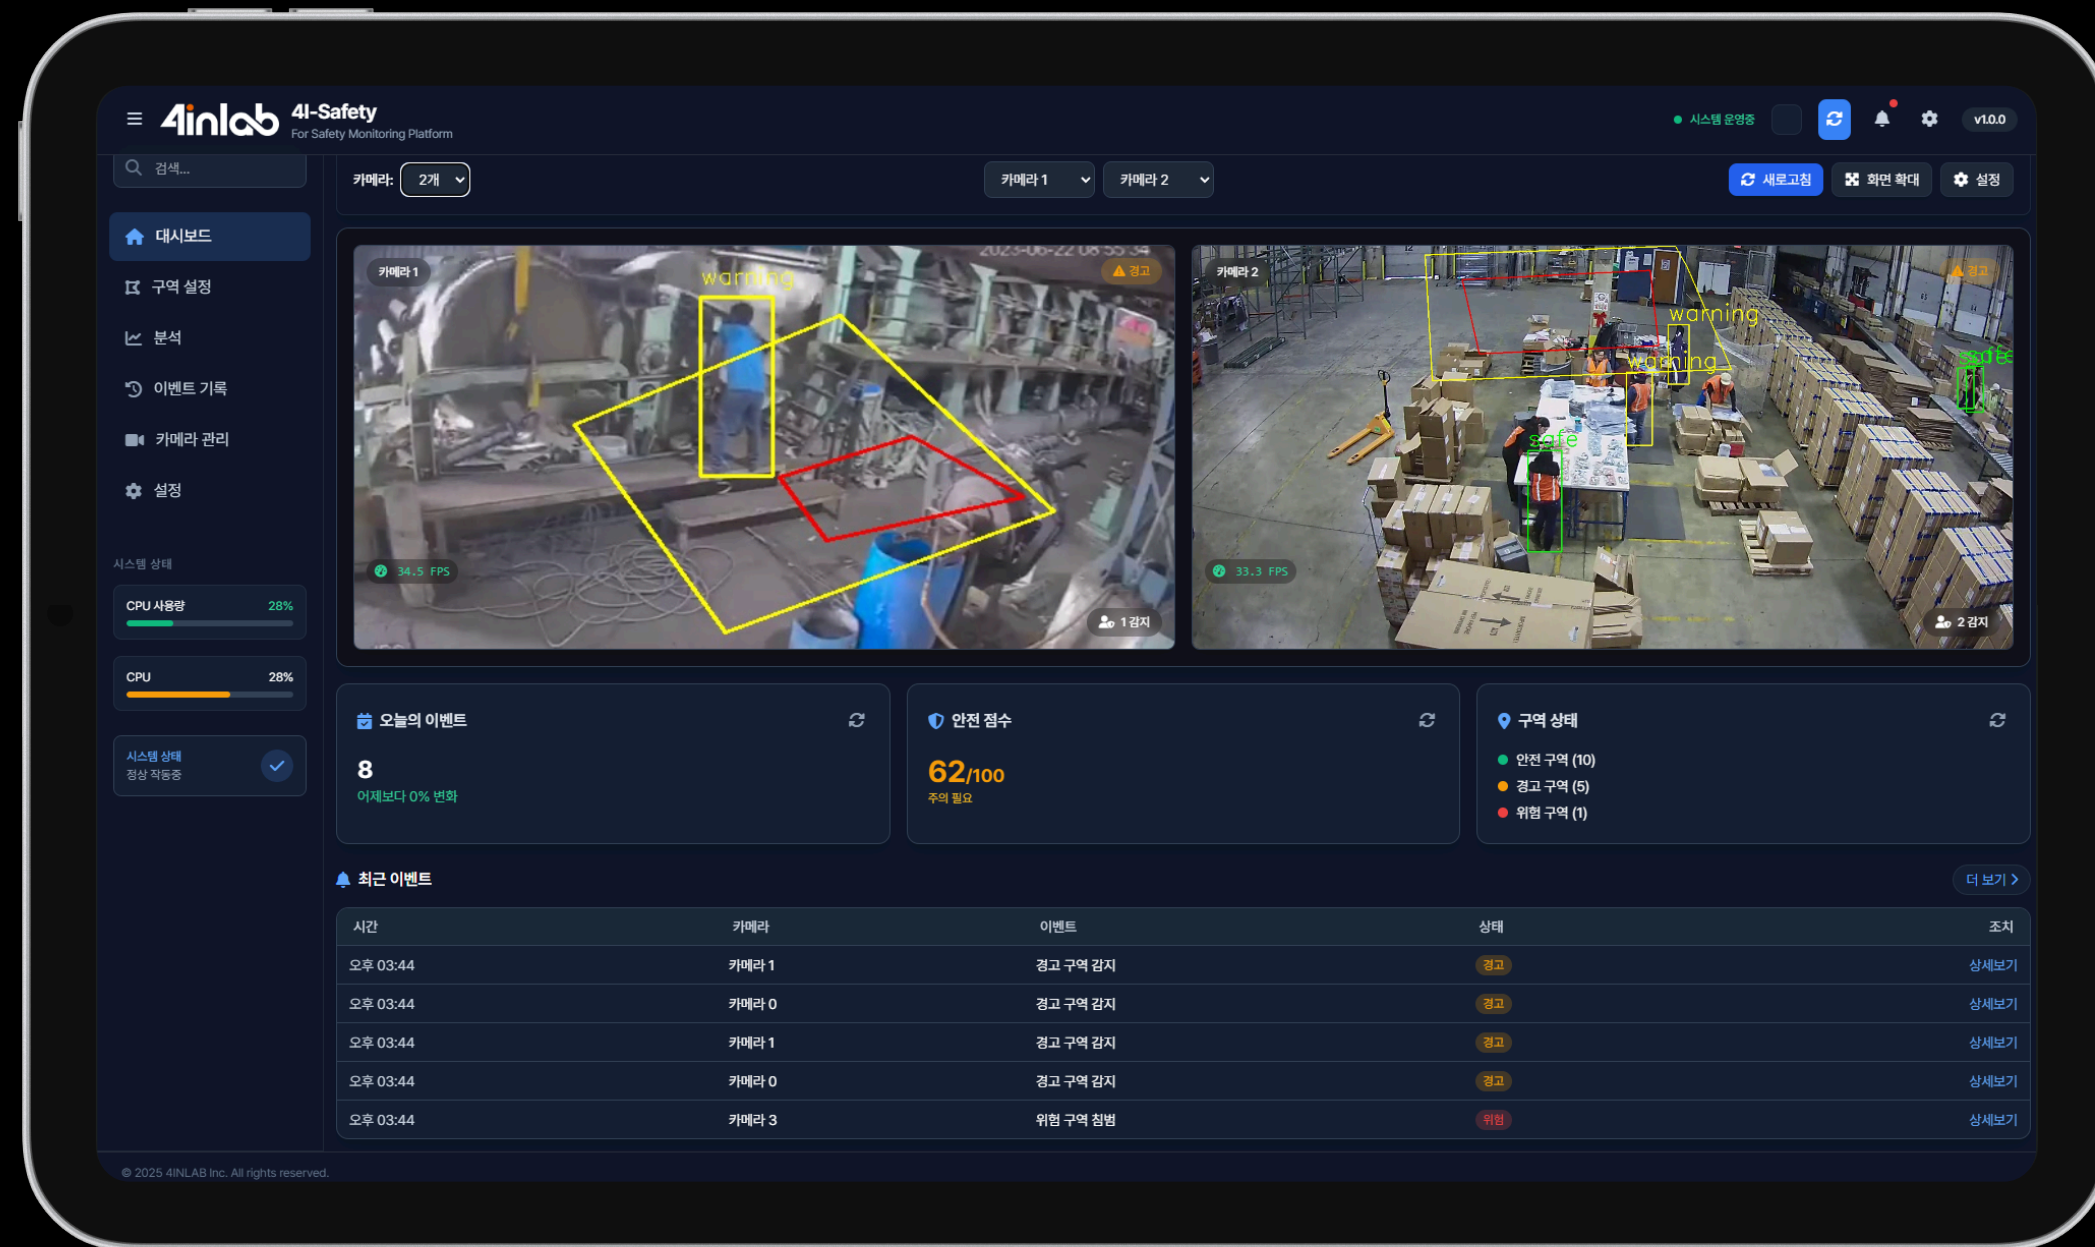 4inlab
4I-Safety
For Safety Monitoring Platform
시스템 운영중
v1.0.0
검색...
카메라: 2개
카메라 1
카메라 2
새로고침
화면 확대
설정
대시보드
구역 설정
분석
이벤트 기록
카메라 관리
설정
시스템 상태
CPU 사용량 28%
CPU 28%
시스템 상태
정상 작동중
카메라 1
2023-06-22 08 55 34
경고
warning
34.5 FPS
1 감지
카메라 2
경고
warning
warning
safe
safe
33.3 FPS
2 감지
오늘의 이벤트
8
어제보다 0% 변화
안전 점수
62/100
주의 필요
구역 상태
안전 구역 (10)
경고 구역 (5)
위험 구역 (1)
최근 이벤트
더 보기
시간 카메라 이벤트 상태 조치
오후 03:44 카메라 1 경고 구역 감지 경고 상세보기
오후 03:44 카메라 0 경고 구역 감지 경고 상세보기
오후 03:44 카메라 1 경고 구역 감지 경고 상세보기
오후 03:44 카메라 0 경고 구역 감지 경고 상세보기
오후 03:44 카메라 3 위험 구역 침범 위험 상세보기
© 2025 4INLAB Inc. All rights reserved.